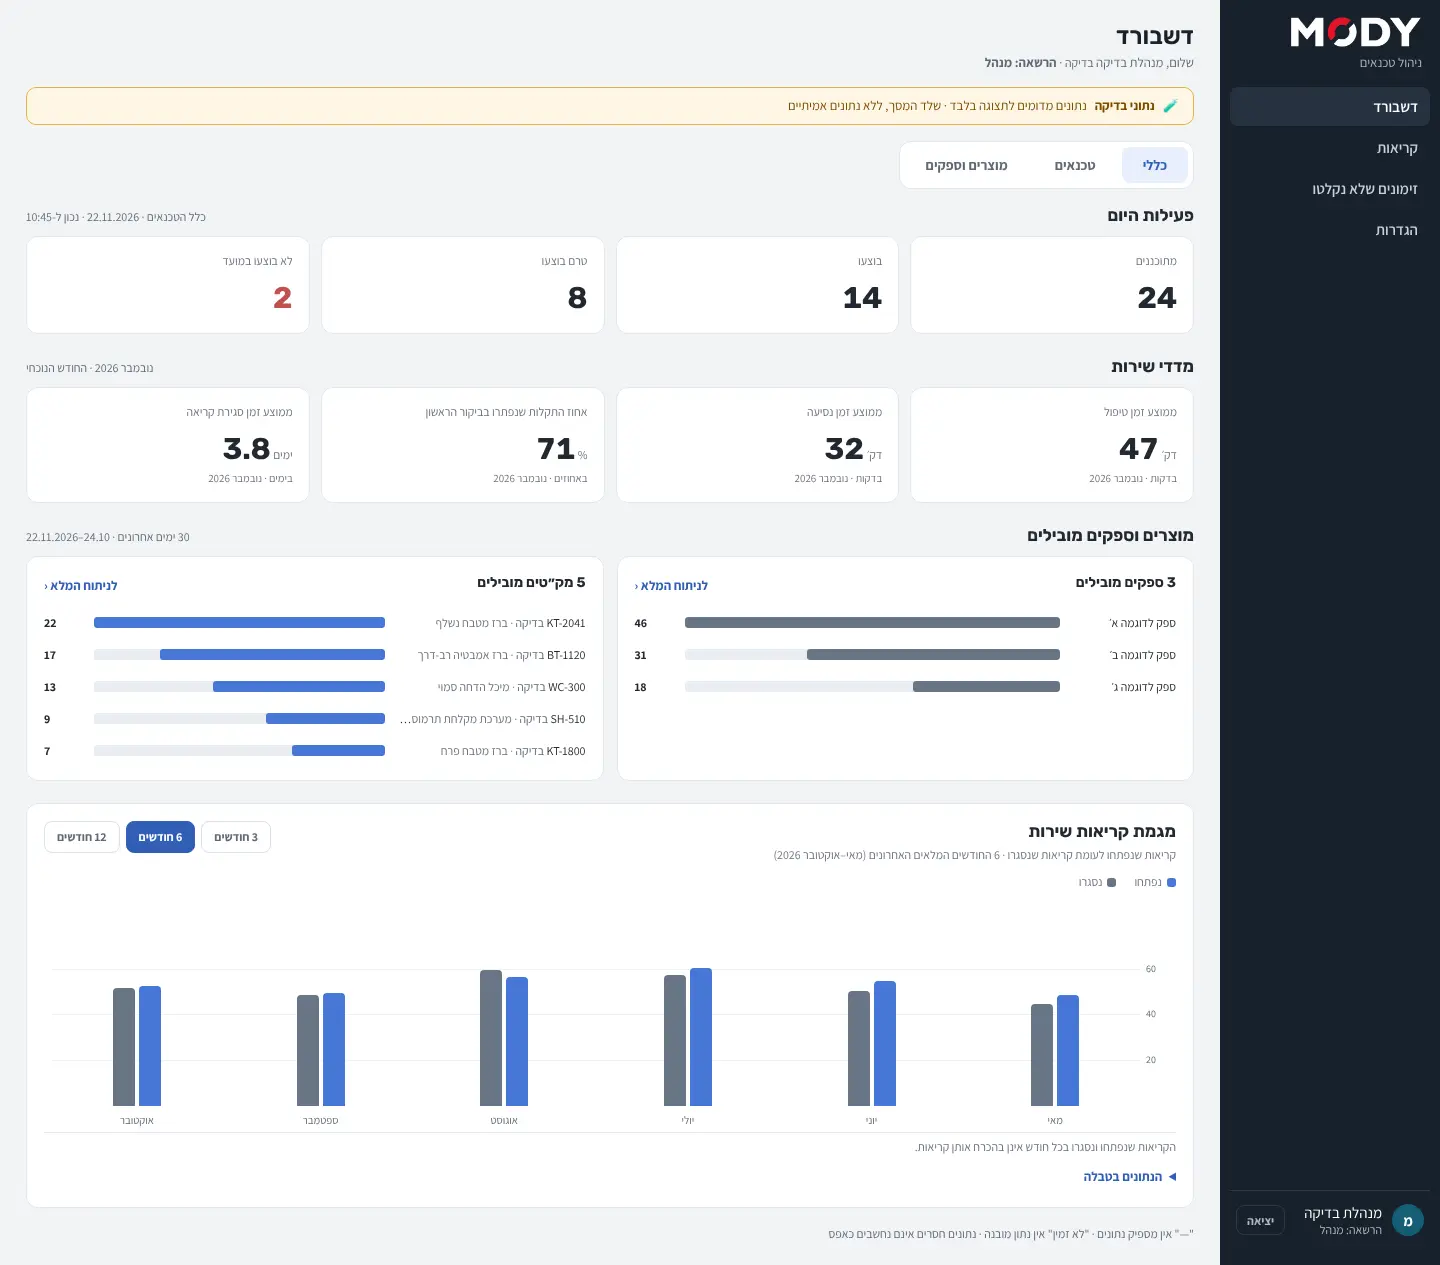 MODY
ניהול טכנאים
דשבורד
קריאות
זימונים שלא נקלטו
הגדרות
מ
מנהלת בדיקה
הרשאה: מנהל
יציאה
דשבורד
שלום, מנהלת בדיקה בדיקה · הרשאה: מנהל
נתוני בדיקה נתונים מדומים לתצוגה בלבד · שלד המסך, ללא נתונים אמיתיים
כללי
טכנאים
מוצרים וספקים
פעילות היום
כלל הטכנאים · 22.11.2026 · נכון ל-10:45
מתוכננים
24
בוצעו
14
טרם בוצעו
8
לא בוצעו במועד
2
מדדי שירות
נובמבר 2026 · החודש הנוכחי
ממוצע זמן טיפול
47 דק׳
בדקות · נובמבר 2026
ממוצע זמן נסיעה
32 דק׳
בדקות · נובמבר 2026
אחוז התקלות שנפתרו בביקור הראשון
71 %
באחוזים · נובמבר 2026
ממוצע זמן סגירת קריאה
3.8 ימים
בימים · נובמבר 2026
מוצרים וספקים מובילים
30 ימים אחרונים · 24.10–22.11.2026
3 ספקים מובילים
לניתוח המלא ›
ספק לדוגמה א׳ 46
ספק לדוגמה ב׳ 31
ספק לדוגמה ג׳ 18
5 מק״טים מובילים
לניתוח המלא ›
KT-2041 בדיקה · ברז מטבח נשלף 22
BT-1120 בדיקה · ברז אמבטיה רב-דרך 17
WC-300 בדיקה · מיכל הדחה סמוי 13
SH-510 בדיקה · מערכת מקלחת תרמוס... 9
KT-1800 בדיקה · ברז מטבח פרח 7
מגמת קריאות שירות
3 חודשים
6 חודשים
12 חודשים
קריאות שנפתחו לעומת קריאות שנסגרו · 6 החודשים המלאים האחרונים (מאי–אוקטובר 2026)
נפתחו
נסגרו
60
40
20
מאי
יוני
יולי
אוגוסט
ספטמבר
אוקטובר
הקריאות שנפתחו ונסגרו בכל חודש אינן בהכרח אותן קריאות.
הנתונים בטבלה
"—" אין מספיק נתונים · "לא זמין" אין נתון מובנה · נתונים חסרים אינם נחשבים כאפס